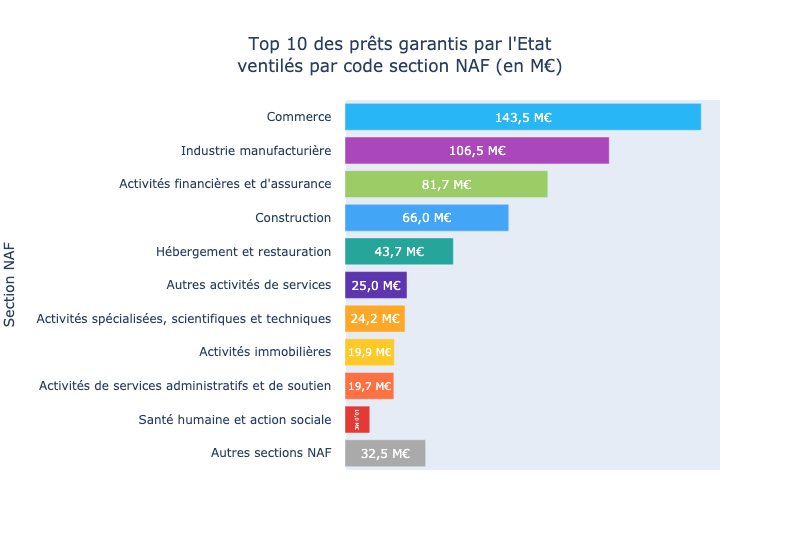 Top 10 des prêts garantis par l'Etat
ventilés par code section NAF (en M€)
Section NAF
Commerce 143,5 M€
Industrie manufacturière 106,5 M€
Activités financières et d'assurance 81,7 M€
Construction 66,0 M€
Hébergement et restauration 43,7 M€
Autres activités de services 25,0 M€
Activités spécialisées, scientifiques et techniques 24,2 M€
Activités immobilières 19,9 M€
Activités de services administratifs et de soutien 19,7 M€
Santé humaine et action sociale
Autres sections NAF 32,5 M€